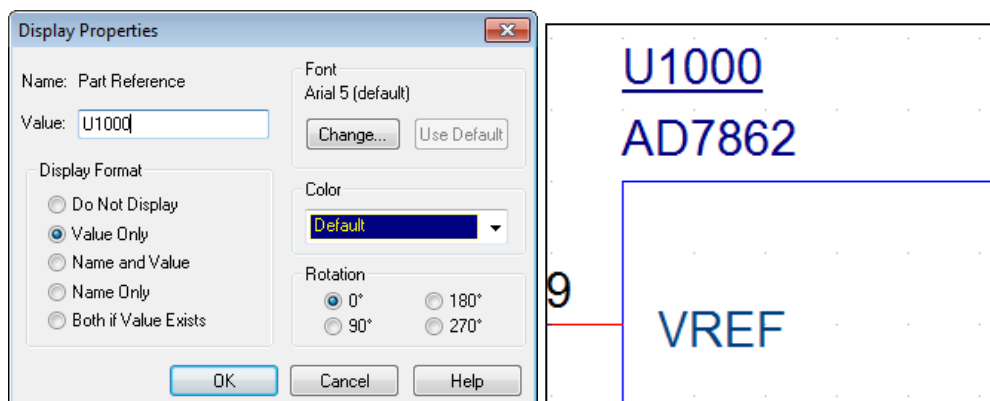 Display Properties
Name: Part Reference
Value: U1000
Display Format
Do Not Display
Value Only
Name and Value
Name Only
Both if Value Exists
Font
Arial 5 (default)
Change... Use Default
Color
Default
Rotation
0° 180°
90° 270°
OK Cancel Help
U1000
AD7862
9
VREF